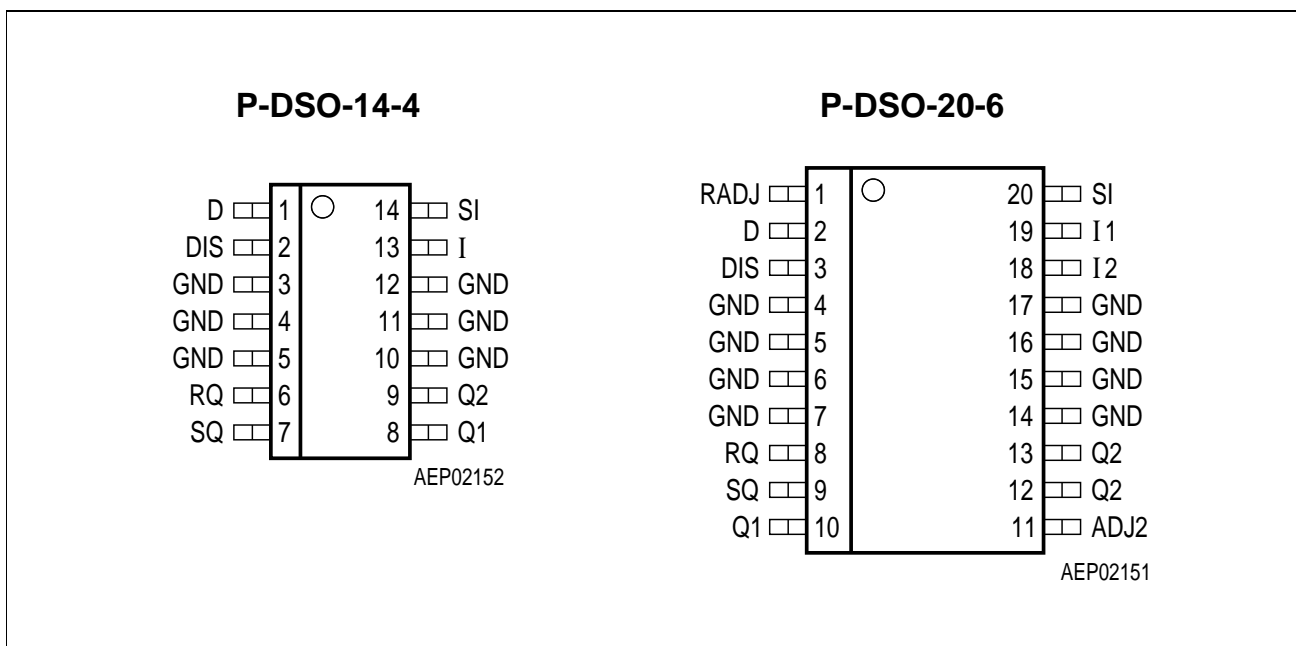 P-DSO-14-4
D 1 14 SI
DIS 2 13 I
GND 3 12 GND
GND 4 11 GND
GND 5 10 GND
RQ 6 9 Q2
SQ 7 8 Q1
AEP02152
P-DSO-20-6
RADJ 1 20 SI
D 2 19 I1
DIS 3 18 I2
GND 4 17 GND
GND 5 16 GND
GND 6 15 GND
GND 7 14 GND
RQ 8 13 Q2
SQ 9 12 Q2
Q1 10 11 ADJ2
AEP02151